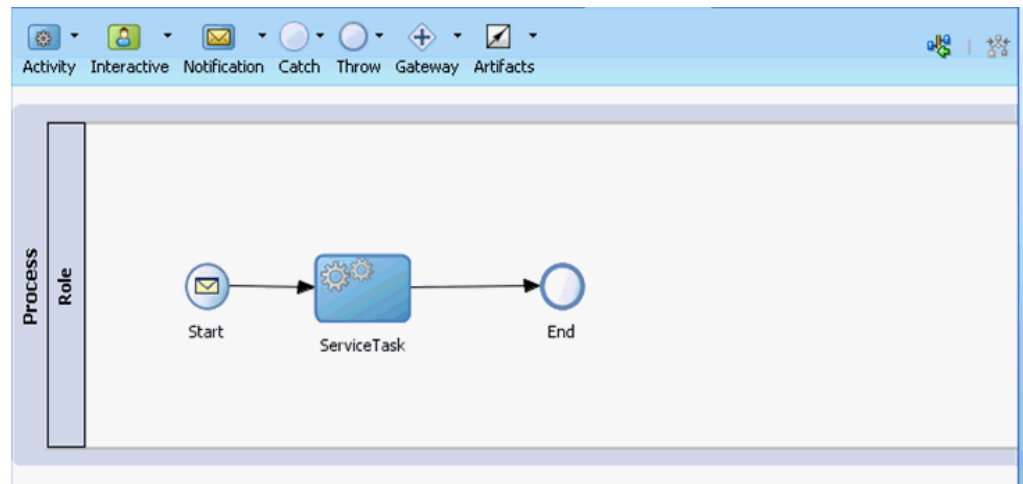 Activity Interactive Notification Catch Throw Gateway Artifacts
Process
Role
Start
ServiceTask
End